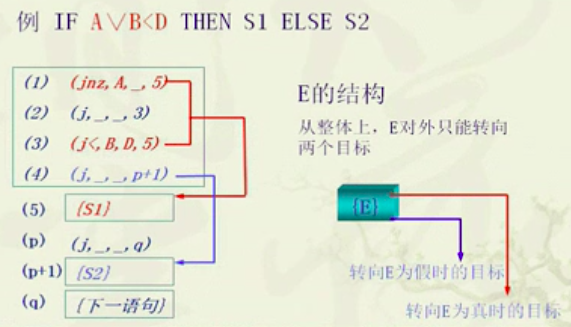 例 IF A∨B<D THEN S1 ELSE S2
(1) (jnz,A,_,5)
(2) (j,_,_,3)
(3) (j<,B,D,5)
(4) (j,_,_,p+1)
(5) {S1}
(p) (j,_,_,q)
(p+1) {S2}
(q) {下一语句}
E的结构
从整体上，E对外只能转向
两个目标
{E}
转向E为假时的目标
转向E为真时的目标